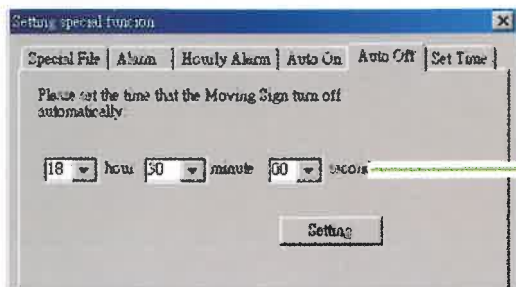 Setting special function
Special File Alarm Hourly Alarm Auto On Auto Off Set Time
Please set the time that the Moving Sign turn off
automatically
18 hour 00 second
minute
Setting